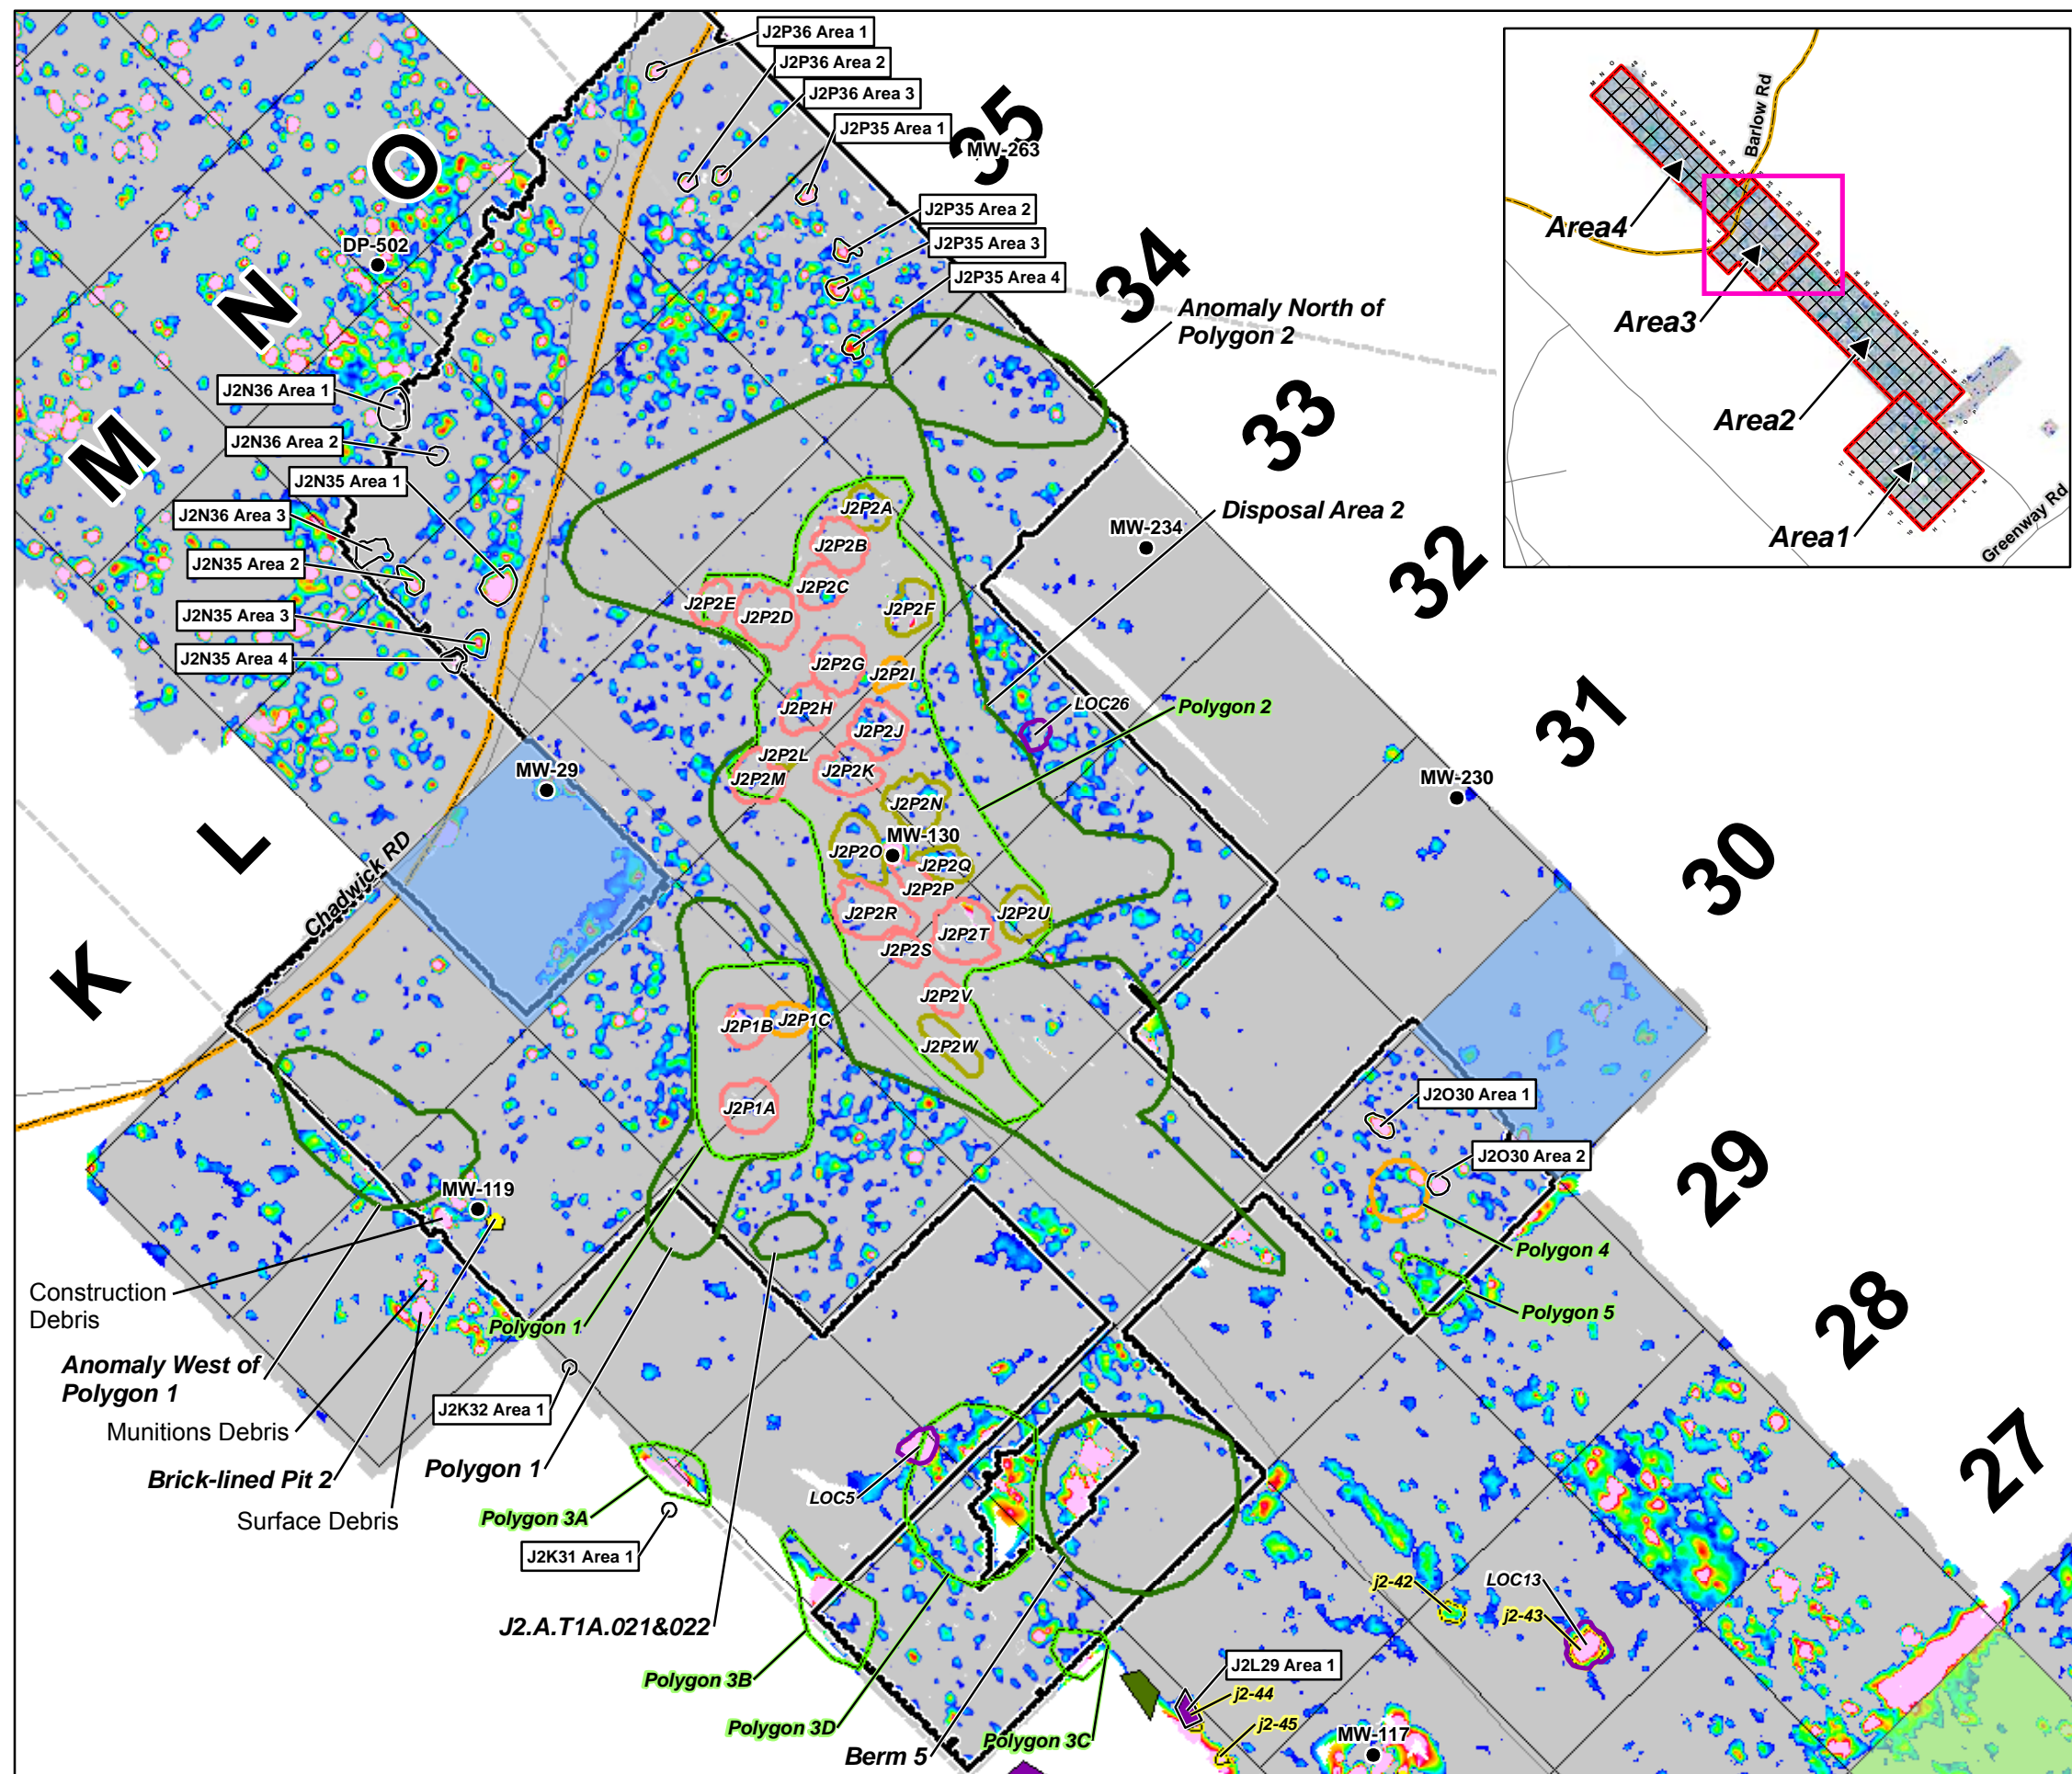 J2P36 Area 1
J2P36 Area 2
J2P36 Area 3
J2P35 Area 1
35
MW-263
J2P35 Area 2
J2P35 Area 3
J2P35 Area 4
34
Anomaly North of
Polygon 2
O
DP-502
N
M
J2N36 Area 1
J2N36 Area 2
J2N35 Area 1
J2N36 Area 3
J2N35 Area 2
J2N35 Area 3
J2N35 Area 4
33
Disposal Area 2
MW-234
32
J2P2A
J2P2B
J2P2C
J2P2E
J2P2D
J2P2F
J2P2G
J2P2I
J2P2H
J2P2J
J2P2L
J2P2M
J2P2K
J2P2N
MW-130
J2P2O
J2P2Q
J2P2P
J2P2R
J2P2U
J2P2T
J2P2S
J2P2V
J2P2W
LOC26
Polygon 2
31
MW-230
30
MW-29
L
Chadwick RD
K
J2P1B
J2P1C
J2P1A
J2O30 Area 1
J2O30 Area 2
29
Polygon 4
Polygon 5
28
MW-119
Construction
Debris
Anomaly West of
Polygon 1
Munitions Debris
Brick-lined Pit 2
Surface Debris
Polygon 1
J2K32 Area 1
Polygon 1
Polygon 3A
J2K31 Area 1
J2.A.T1A.021&022
LOC5
Polygon 3B
Polygon 3D
Berm 5
Polygon 3C
27
j2-42
LOC13
j2-43
J2L29 Area 1
j2-44
j2-45
MW-117
Barlow Rd
Area4
Area3
Area2
Area1
Greenway Rd